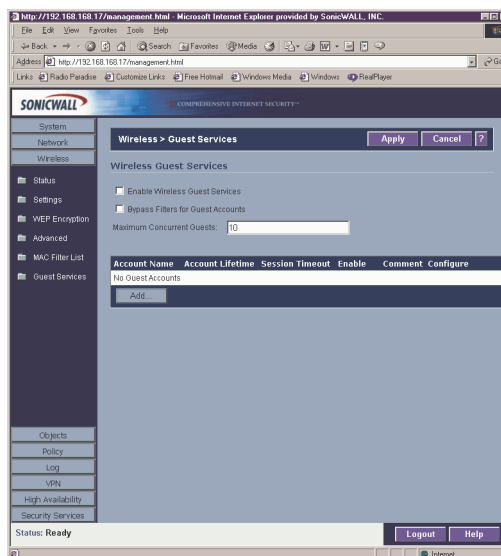 http://192.168.168.17/management.html - Microsoft Internet Explorer provided by SonicWALL, INC.
File Edit View Favorites Tools Help
Back Search Favorites Media
Address http://192.168.168.17/management.html Go
Links Radio Paradise Customize Links Free Hotmail Windows Media Windows RealPlayer
SONICWALL COMPREHENSIVE INTERNET SECURITY™
System
Network
Wireless
Status
Settings
WEP Encryption
Advanced
MAC Filter List
Guest Services
Objects
Policy
Log
VPN
High Availability
Security Services
Wireless > Guest Services Apply Cancel ?
Wireless Guest Services
Enable Wireless Guest Services
Bypass Filters for Guest Accounts
Maximum Concurrent Guests: 10
Account Name Account Lifetime Session Timeout Enable Comment Configure
No Guest Accounts
Add...
Status: Ready Logout Help
Internet